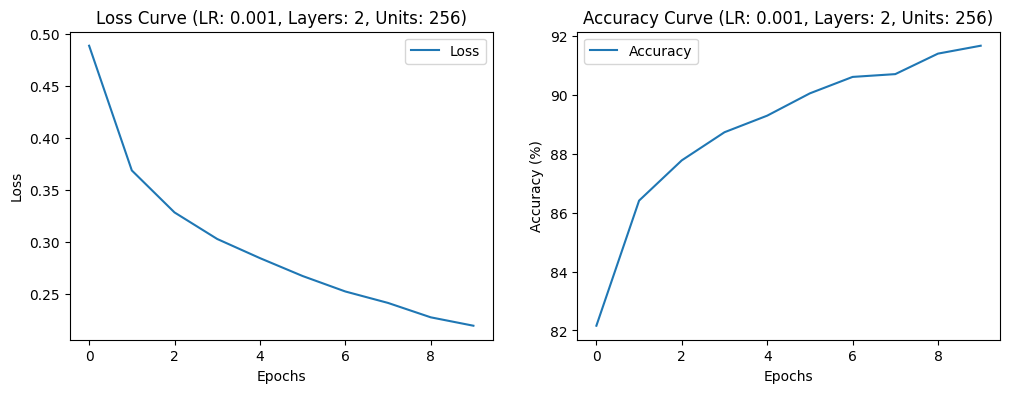 Loss Curve (LR: 0.001, Layers: 2, Units: 256)
Loss
0.50
0.45
0.40
0.35
0.30
0.25
Loss
0
2
4
6
8
Epochs
Accuracy Curve (LR: 0.001, Layers: 2, Units: 256)
Accuracy
92
90
88
86
84
82
Accuracy (%)
0
2
4
6
8
Epochs